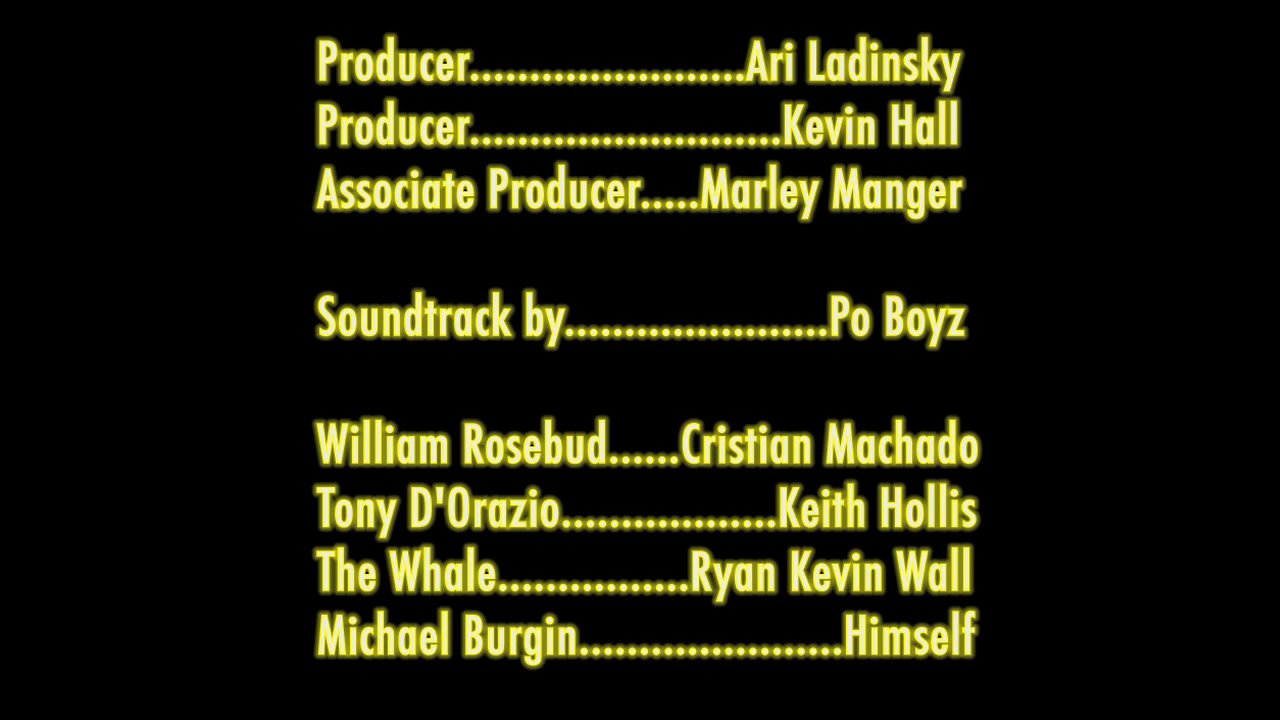 Producer.......................Ari Ladinsky
Producer..........................Kevin Hall
Associate Producer.....Marley Manger
Soundtrack by......................Po Boyz
William Rosebud......Cristian Machado
Tony D'Orazio..................Keith Hollis
The Whale................Ryan Kevin Wall
Michael Burgin......................Himself